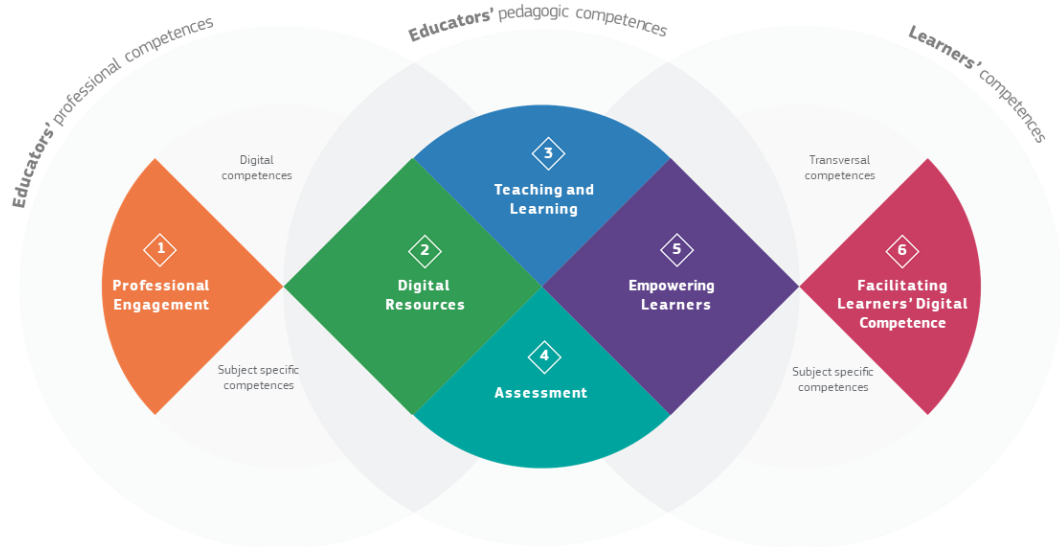 Educators' professional competences
Educators' pedagogic competences
Learners' competences
Digital
competences
Transversal
competences
1
Professional
Engagement
2
Digital
Resources
3
Teaching and
Learning
4
Assessment
5
Empowering
Learners
6
Facilitating
Learners' Digital
Competence
Subject specific
competences
Subject specific
competences